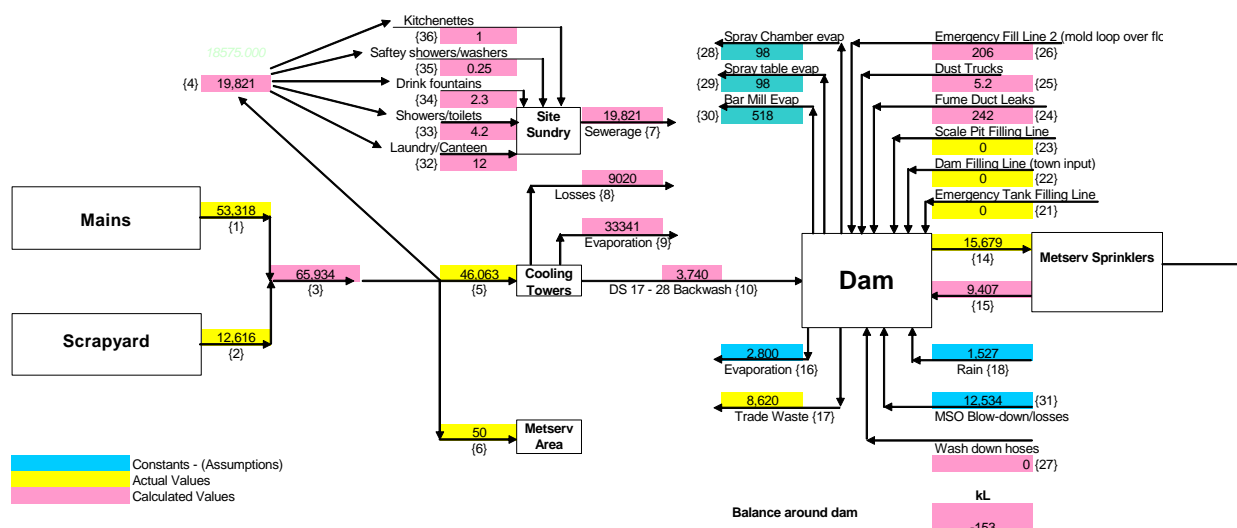 Kitchenettes
{36} 1
18575.000
Saftey showers/washers
{35} 0.25
{4} 19,821
Drink fountains
{34} 2.3
Showers/toilets
{33} 4.2
Laundry/Canteen
{32} 12
Site
Sundry
19,821
Sewerage {7}
Mains
53,318
{1}
Scrapyard
12,616
{2}
65,934
{3}
46,063
{5}
Cooling
Towers
9020
Losses {8}
33341
Evaporation {9}
3,740
DS 17 - 28 Backwash {10}
50
{6}
Metserv
Area
Spray Chamber evap
{28} 98
Spray table evap
{29} 98
Bar Mill Evap
{30} 518
Emergency Fill Line 2 (mold loop over flo
206 {26}
Dust Trucks
5.2 {25}
Fume Duct Leaks
242 {24}
Scale Pit Filling Line
0 {23}
Dam Filling Line (town input)
0 {22}
Emergency Tank Filling Line
0 {21}
Dam
15,679
{14}
9,407
{15}
Metserv Sprinklers
2,800
Evaporation {16}
8,620
Trade Waste {17}
1,527
Rain {18}
12,534 {31}
MSO Blow-down/losses
Wash down hoses
0 {27}
Constants - (Assumptions)
Actual Values
Calculated Values
kL
Balance around dam
-153